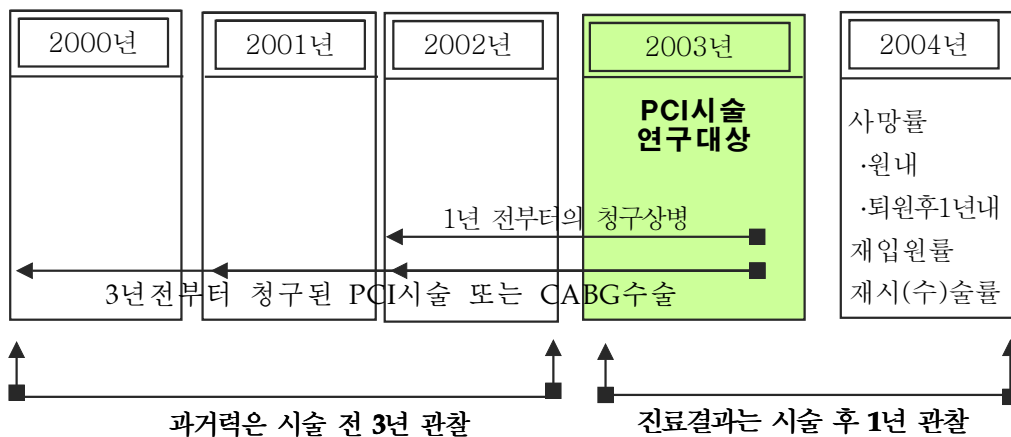 2000년
2001년
2002년
2003년
2004년
PCI시술
연구대상
사망률
·원내
·퇴원후1년내
재입원률
재시(수)술률
1년 전부터의 청구상병
3년전부터 청구된 PCI시술 또는 CABG수술
과거력은 시술 전 3년 관찰
진료결과는 시술 후 1년 관찰